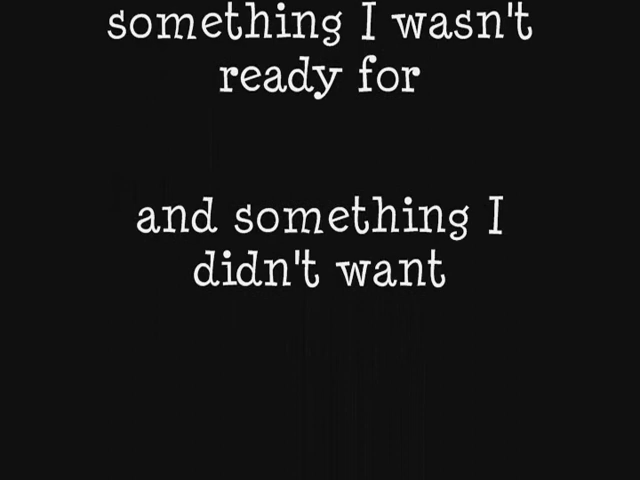 something I wasn't
ready for
and something I
didn't want